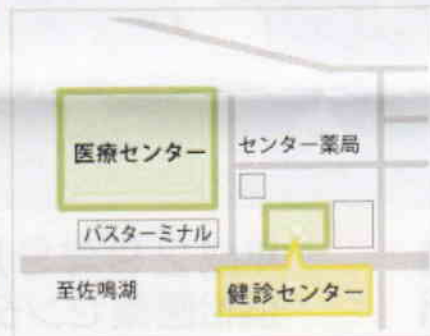 医療センター
センター薬局
バスターミナル
至佐鳴湖
健診センター